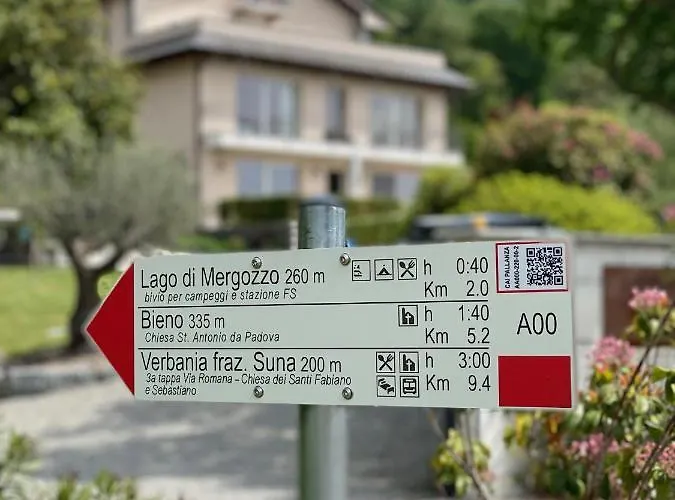 Lago di Mergozzo 260 m h 0:40
bivio per campeggi e stazione FS Km 2.0
Bieno 335 m h 1:40
Chiesa St. Antonio da Padova Km 5.2
Verbania fraz. Suna 200 m h 3:00
3a tappa Via Romana - Chiesa dei Santi Fabiano Km 9.4
e Sebastiano
CAI PALLANZA
A00